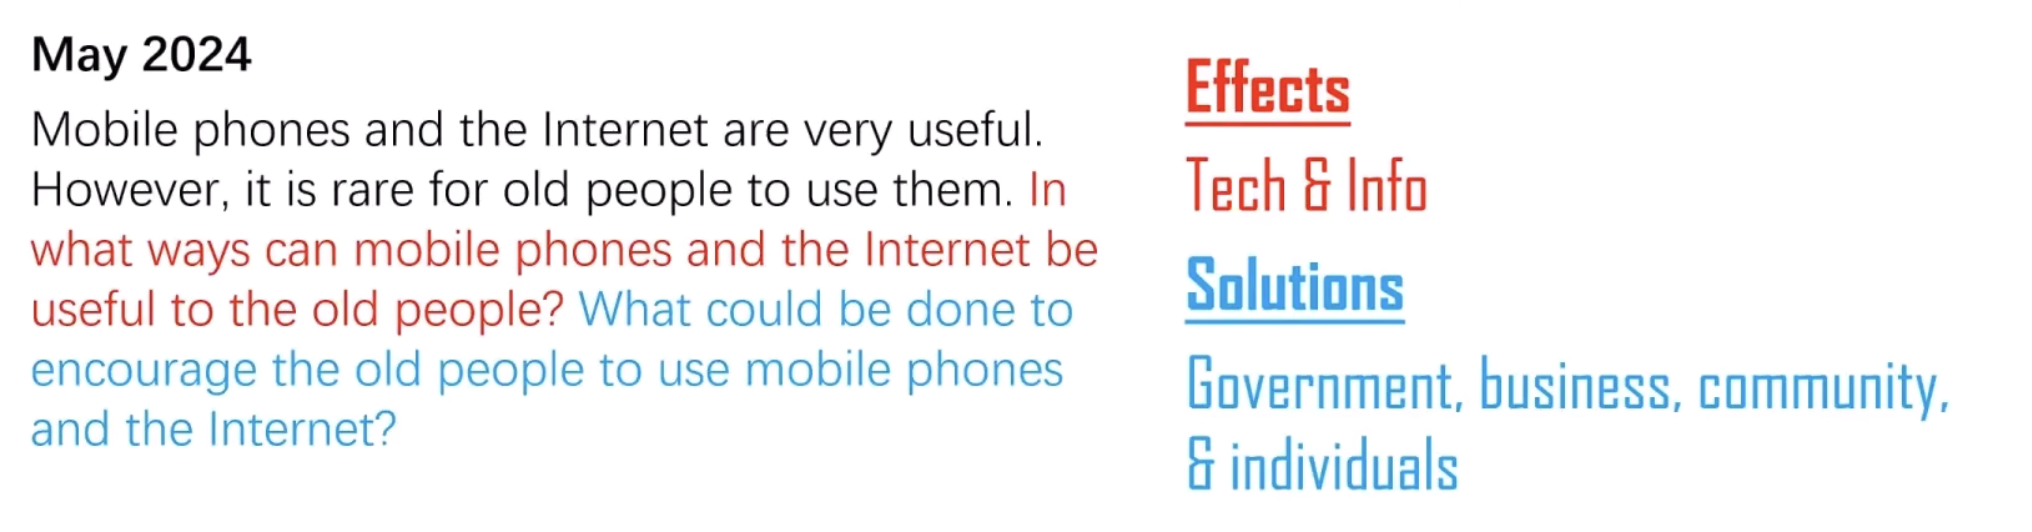 May 2024
Mobile phones and the Internet are very useful.
However, it is rare for old people to use them. In
what ways can mobile phones and the Internet be
useful to the old people? What could be done to
encourage the old people to use mobile phones
and the Internet?
Effects
Tech & Info
Solutions
Government, business, community,
& individuals